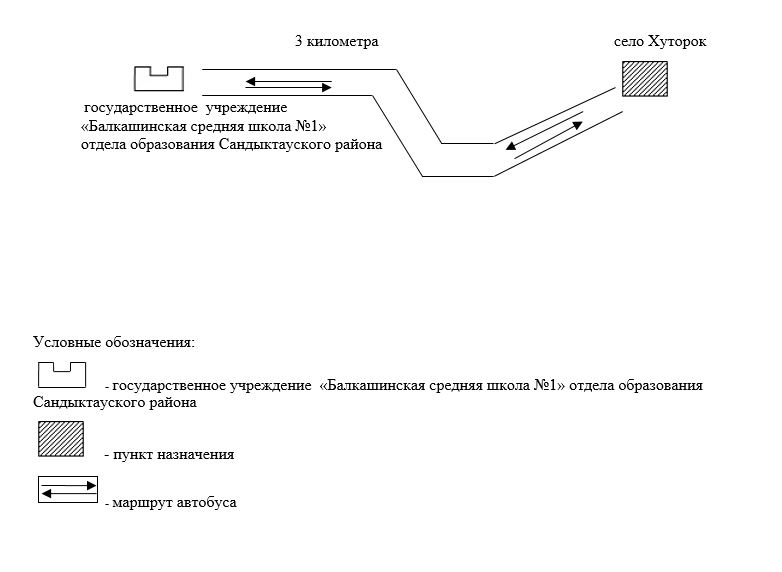 3 километра
село Хуторок
государственное учреждение
«Балкашинская средняя школа №1»
отдела образования Сандыктауского района
Условные обозначения:
- государственное учреждение «Балкашинская средняя школа №1» отдела образования
Сандыктауского района
- пункт назначения
- маршрут автобуса